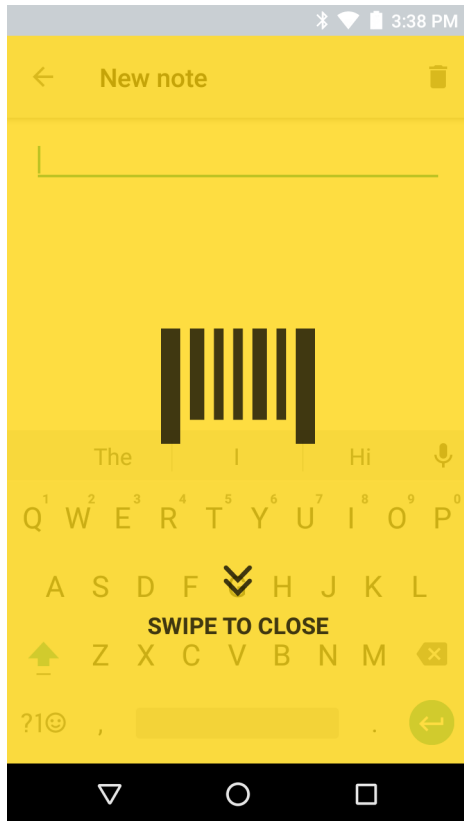 3:38 PM
New note
The I Hi
1 2 3 4 5 6 7 8 9 0
Q W E R T Y U I O P
A S D F H J K L
SWIPE TO CLOSE
Z X C V B N M
?1☺ , .